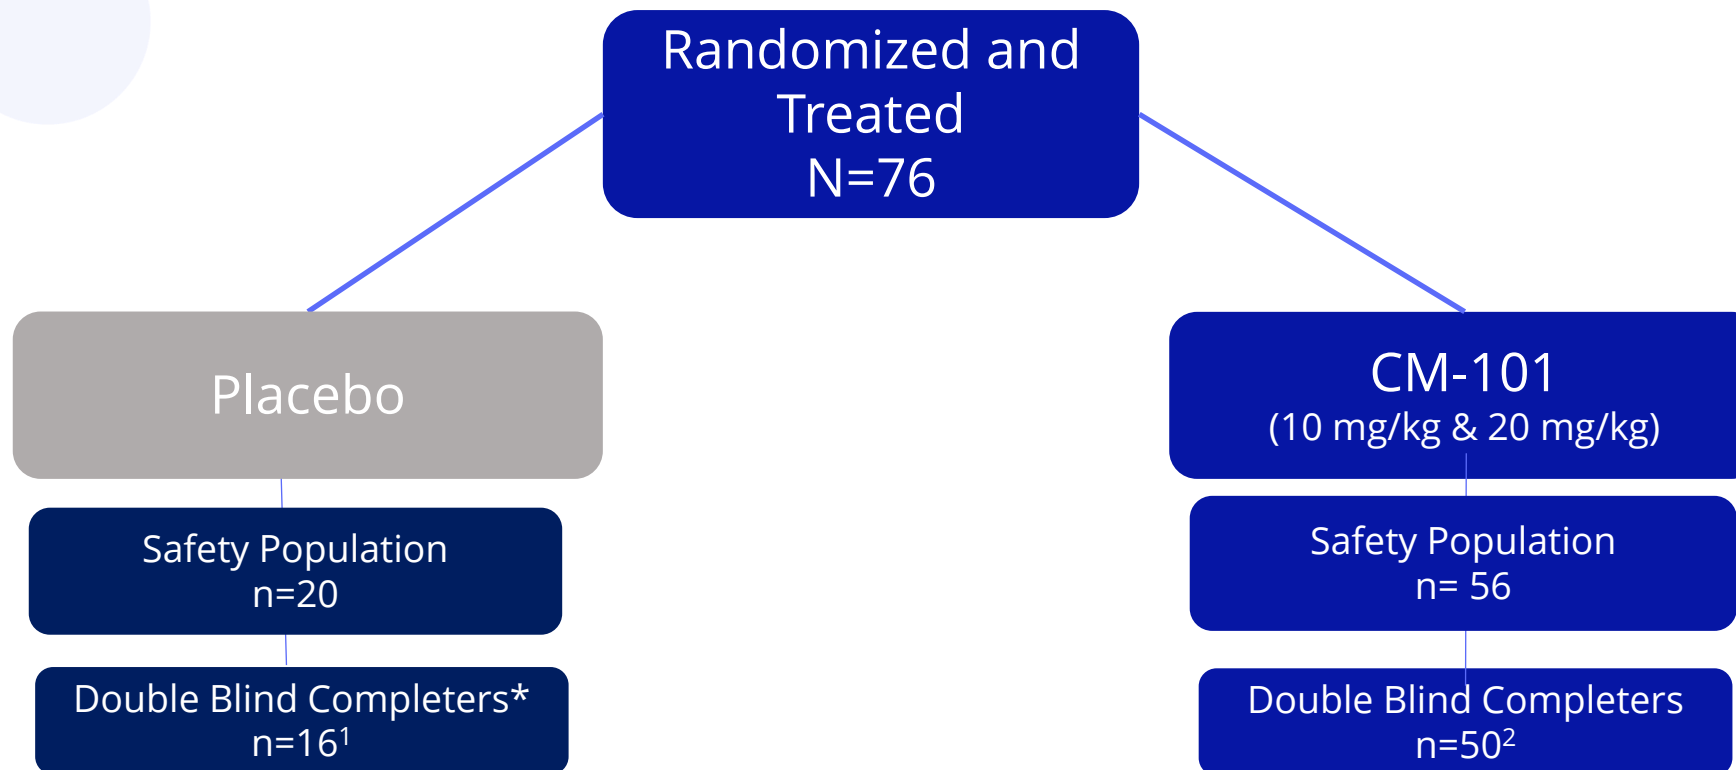 Randomized and
Treated
N=76
Placebo
Safety Population
n=20
Double Blind Completers*
n=16¹
CM-101
(10 mg/kg & 20 mg/kg)
Safety Population
n= 56
Double Blind Completers
n=50²